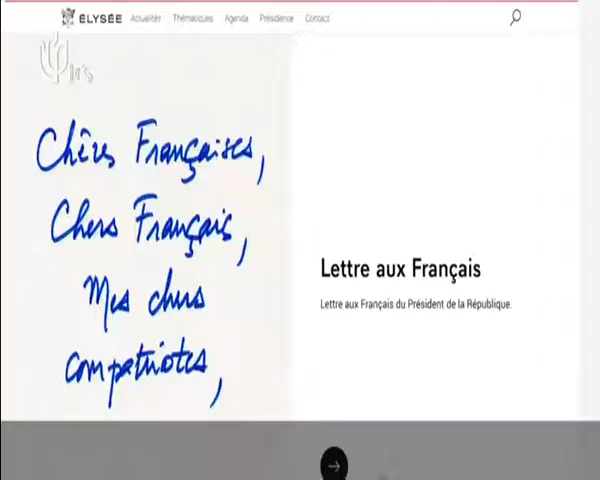 ÉLYSÉE Actualités Thématiques Agenda Présidence Contact
Chères Françaises,
Chers Français,
Mes chers
compatriotes,
Lettre aux Français
Lettre aux Français du Président de la République.